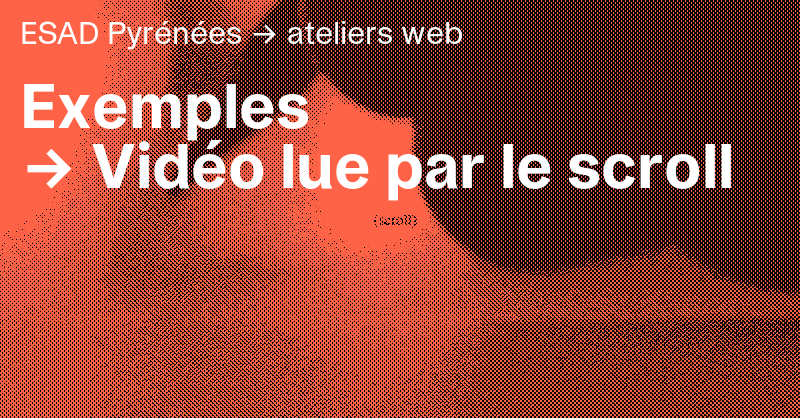 ESAD Pyrénées → ateliers web
Exemples
→ Vidéo lue par le scroll
(scroll)